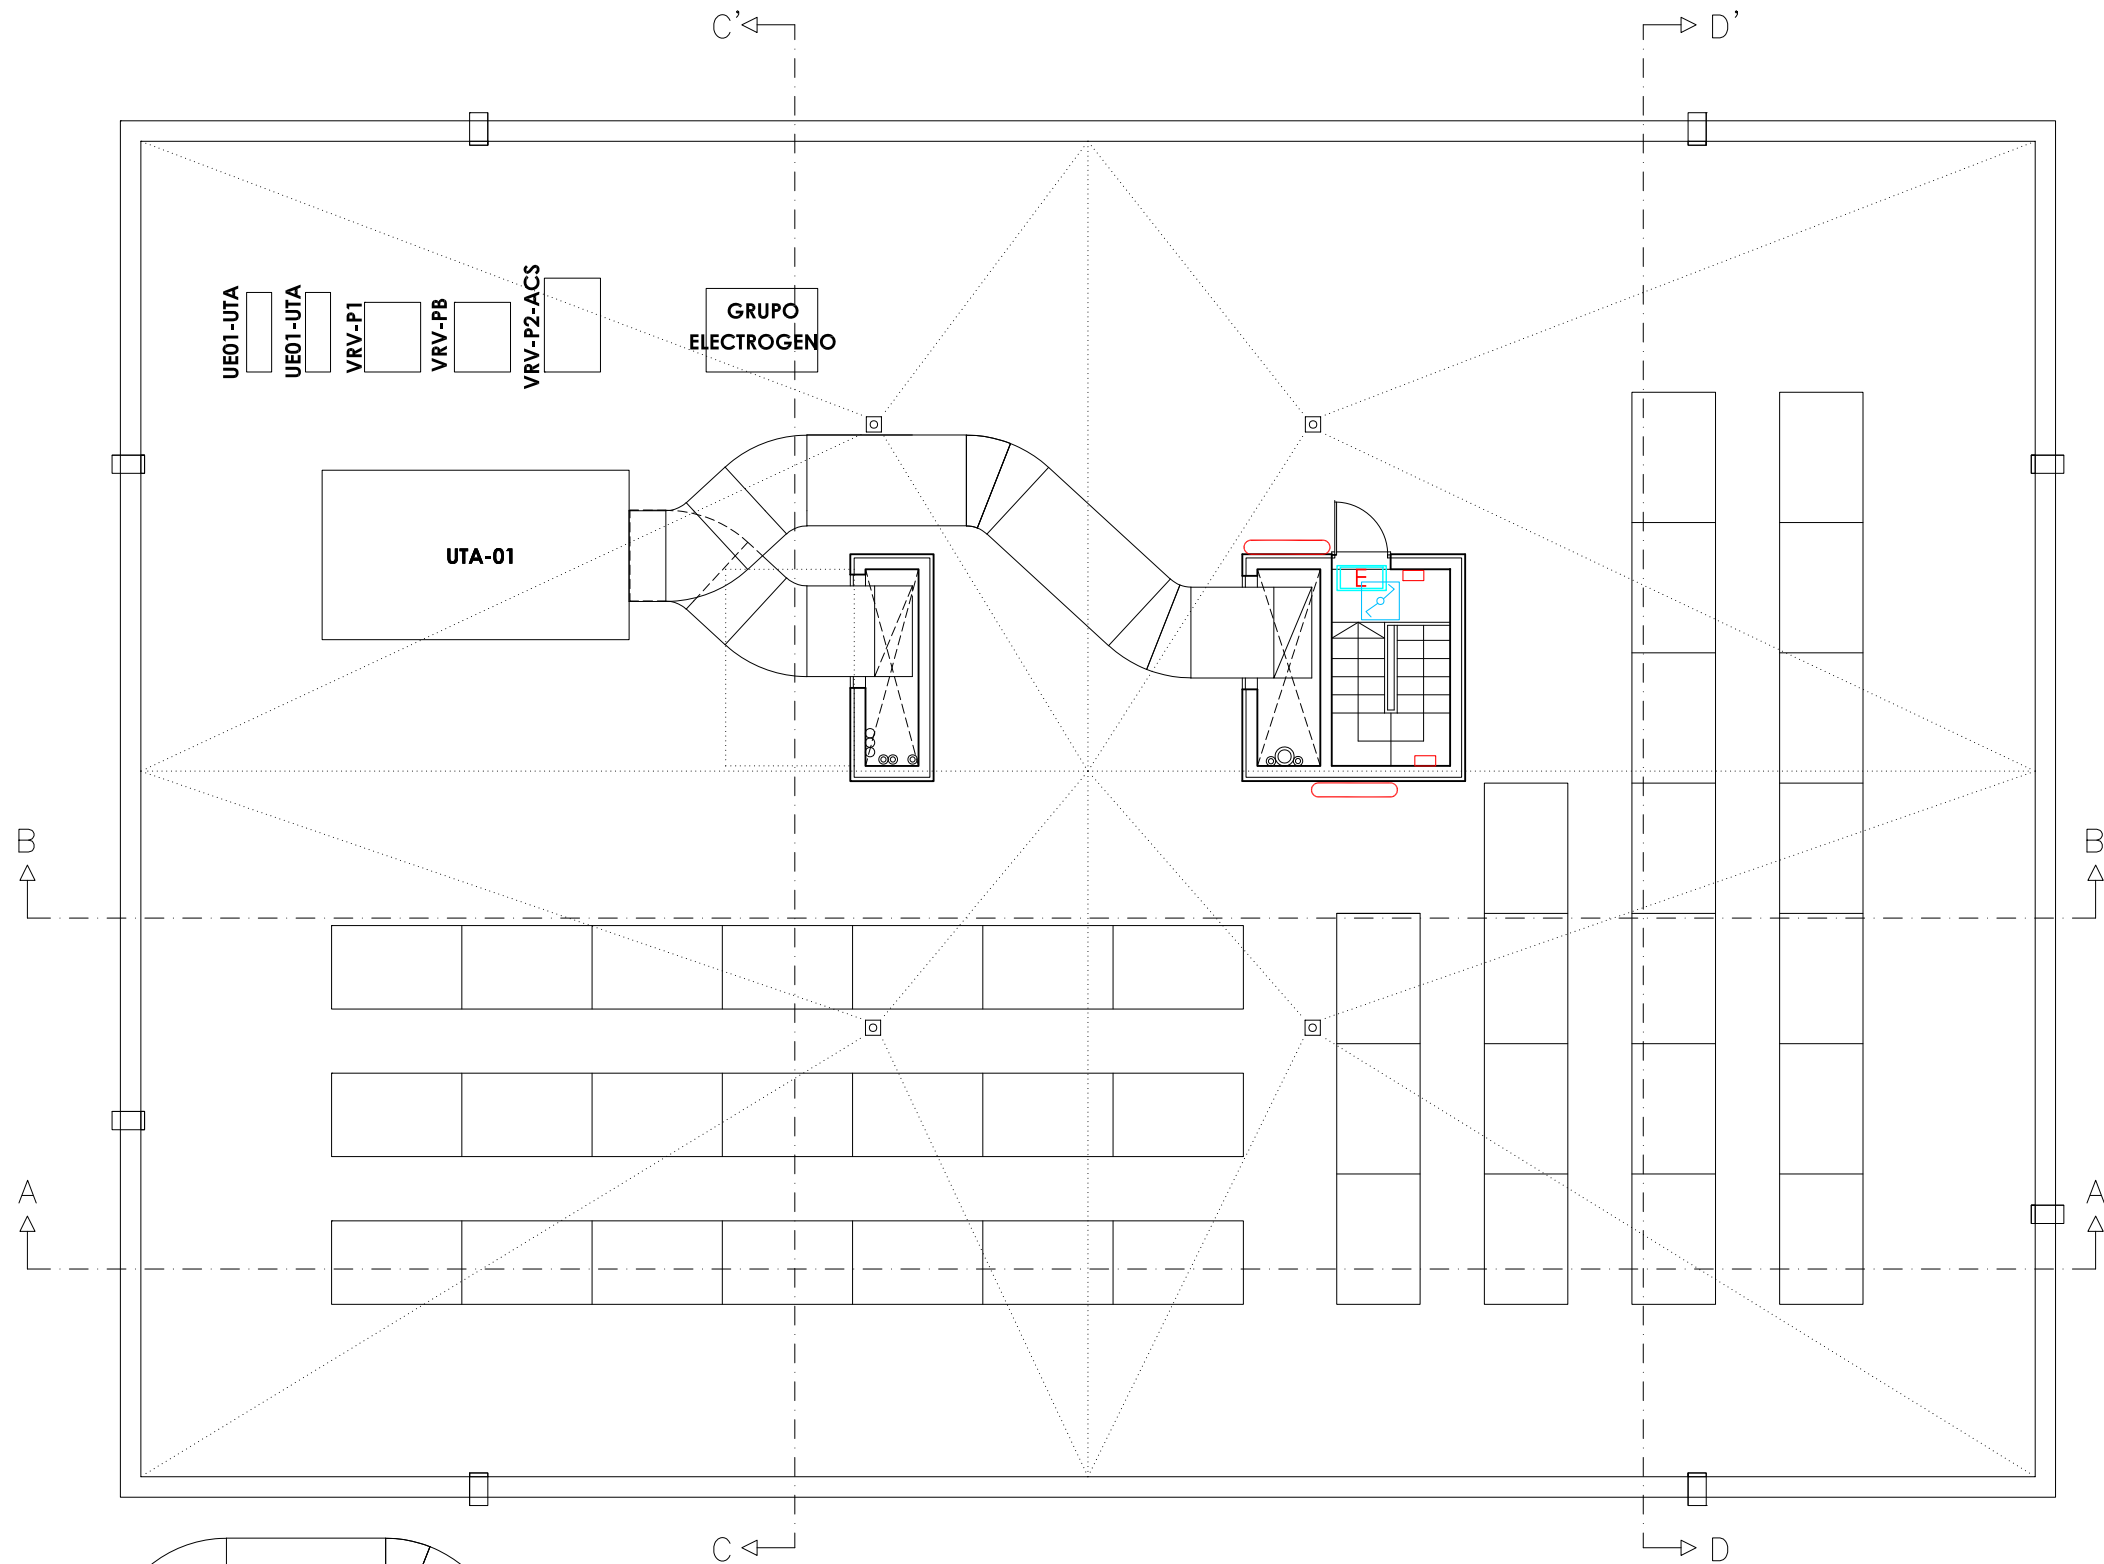 C'
D'
UE01-UTA
UE01-UTA
VRV-P1
VRV-PB
VRV-P2-ACS
GRUPO
ELECTROGENO
UTA-01
E
B
B
A
A
C
D